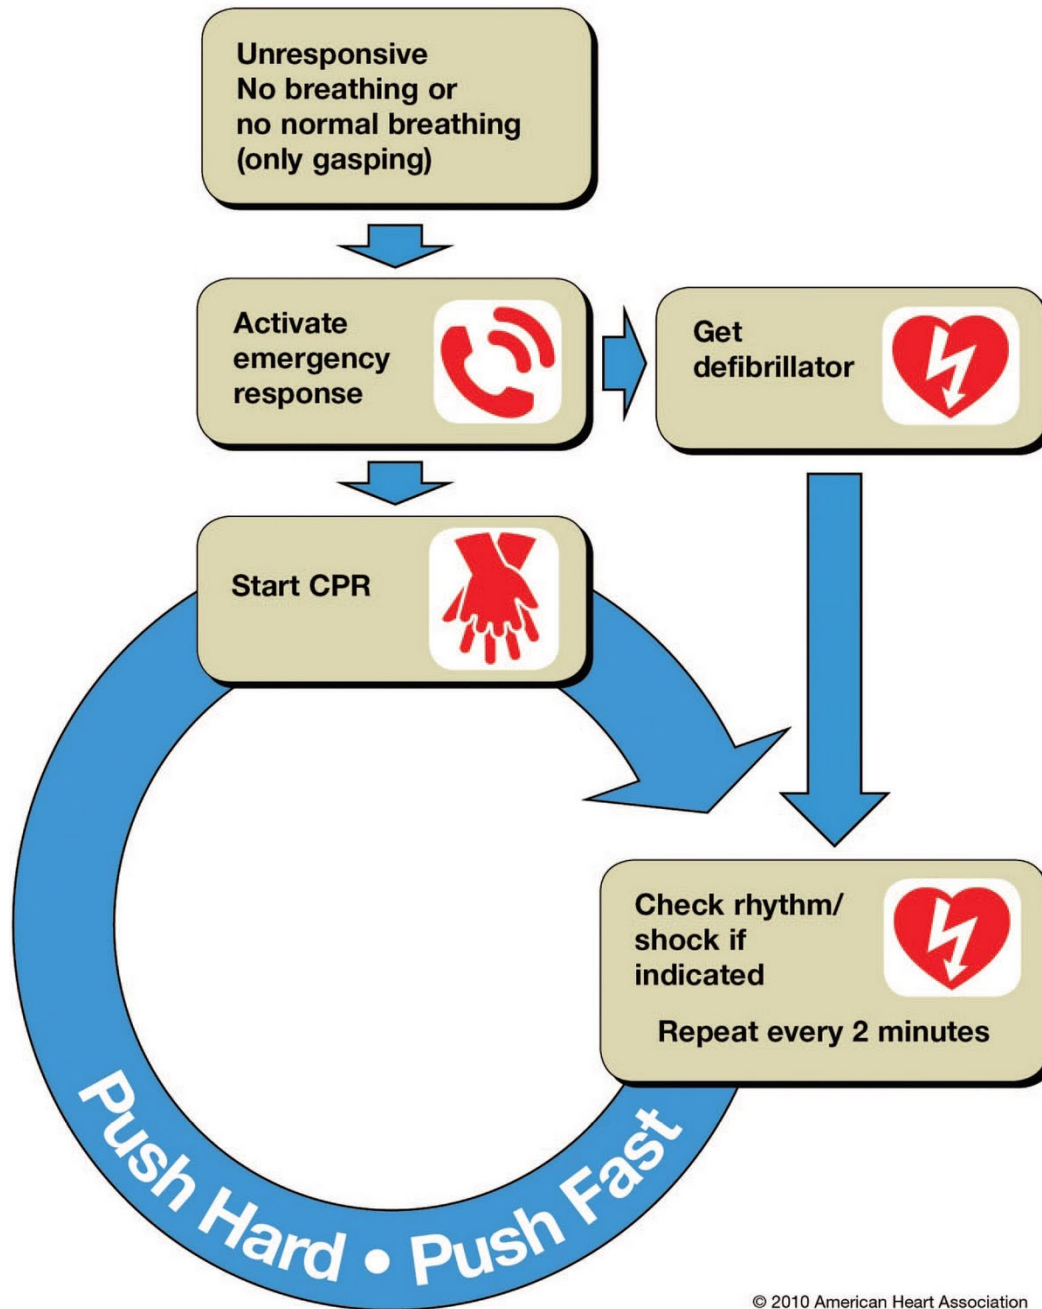 Unresponsive
No breathing or
no normal breathing
(only gasping)
Activate
emergency
response
Get
defibrillator
Start CPR
Check rhythm/
shock if
indicated
Repeat every 2 minutes
Push Hard • Push Fast
© 2010 American Heart Association